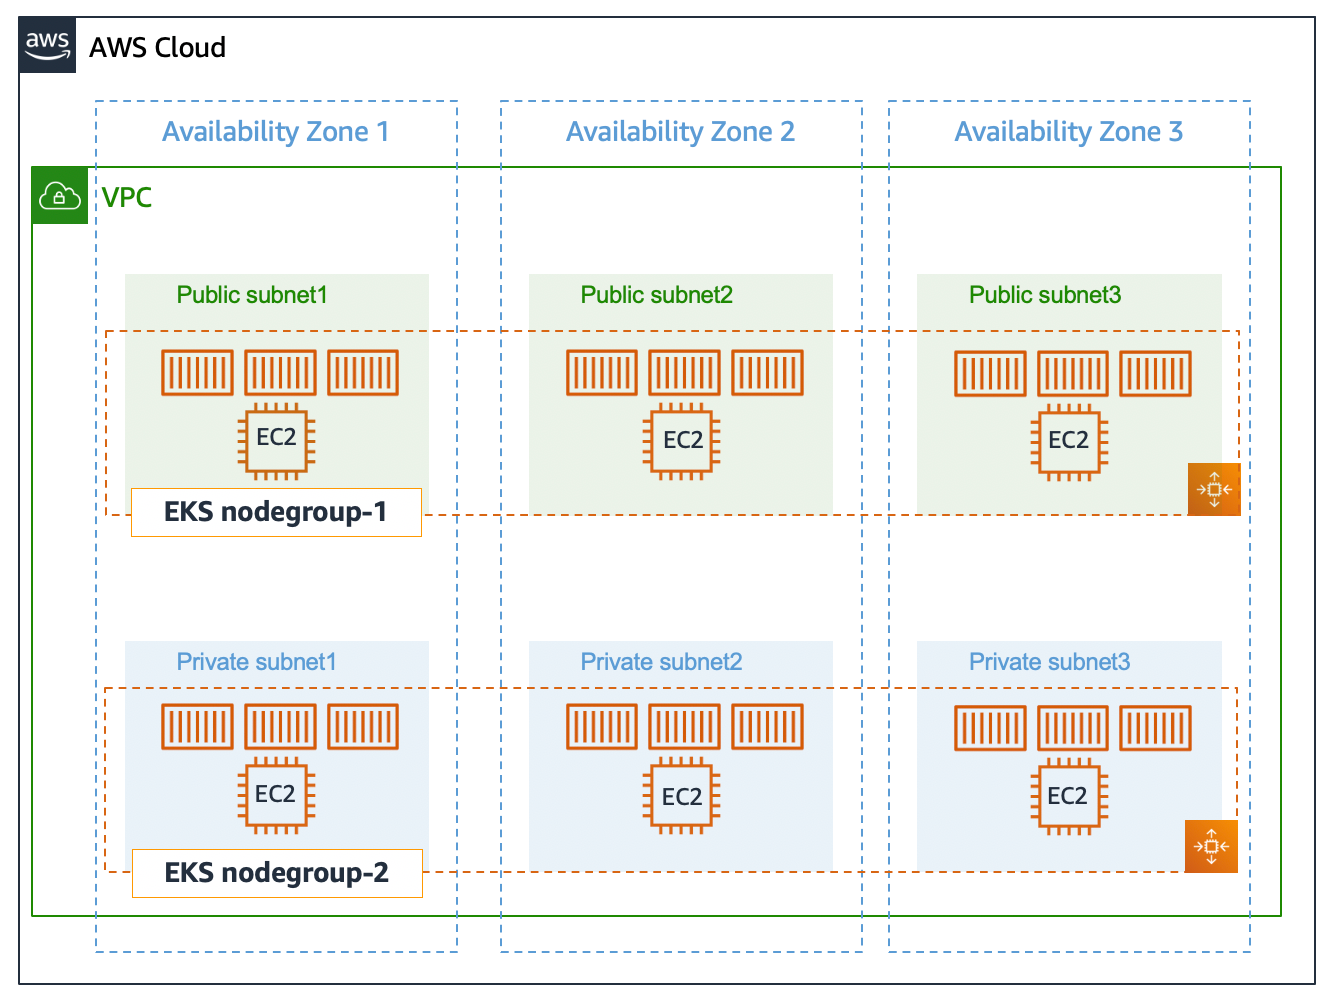 aws
AWS Cloud
Availability Zone 1
Availability Zone 2
Availability Zone 3
VPC
Public subnet1
Public subnet2
Public subnet3
EC2
EC2
EC2
EKS nodegroup-1
Private subnet1
Private subnet2
Private subnet3
EC2
EC2
EC2
EKS nodegroup-2